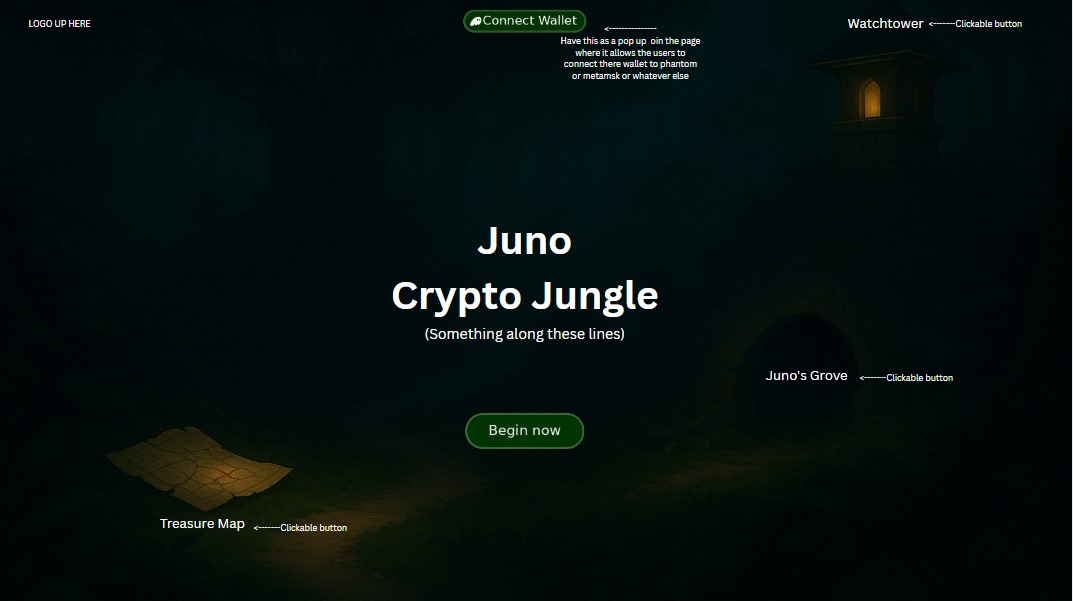 LOGO UP HERE
Connect Wallet
<--------------
Have this as a pop up oin the page
where it allows the users to
connect there wallet to phantom
or metamsk or whatever else
Watchtower <-------Clickable button
Juno
Crypto Jungle
(Something along these lines)
Juno's Grove <-------Clickable button
Begin now
Treasure Map <-------Clickable button